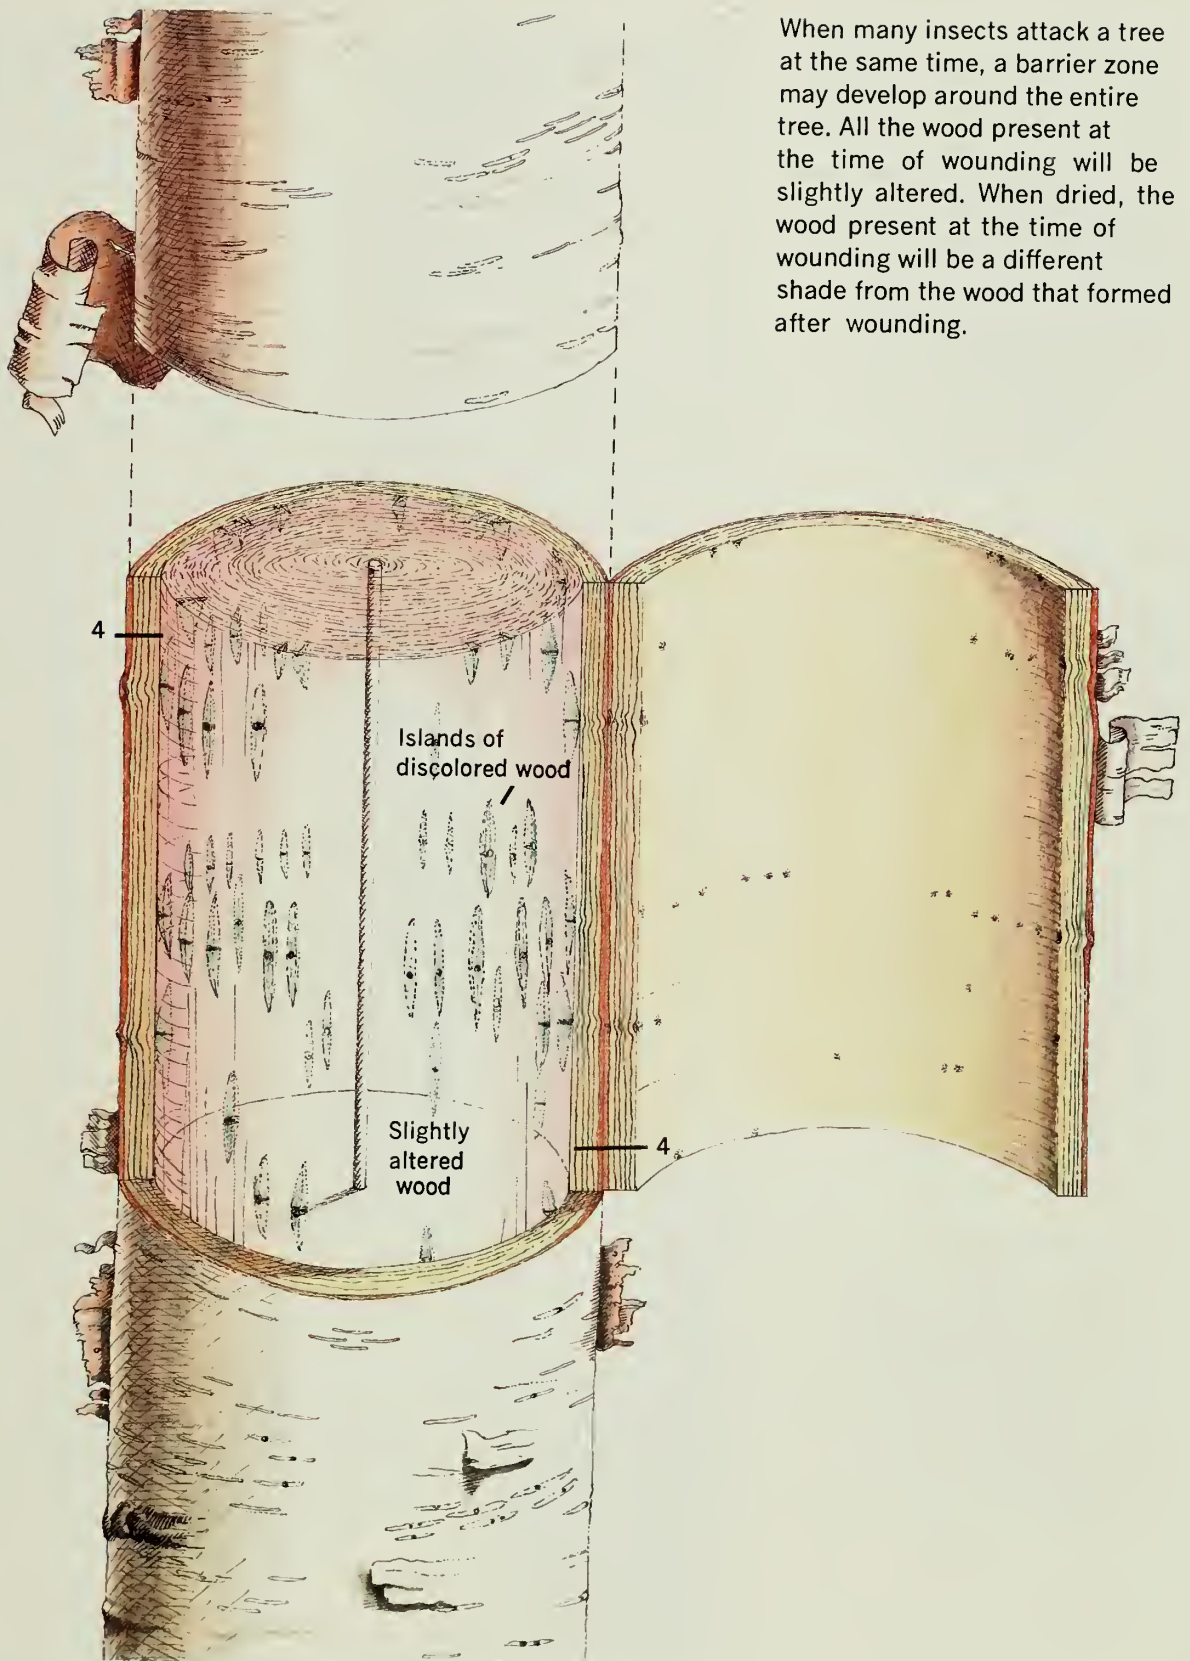 When many insects attack a tree
at the same time, a barrier zone
may develop around the entire
tree. All the wood present at
the time of wounding will be
slightly altered. When dried, the
wood present at the time of
wounding will be a different
shade from the wood that formed
after wounding.
4
Islands of
discolored wood
Slightly
altered
wood
4